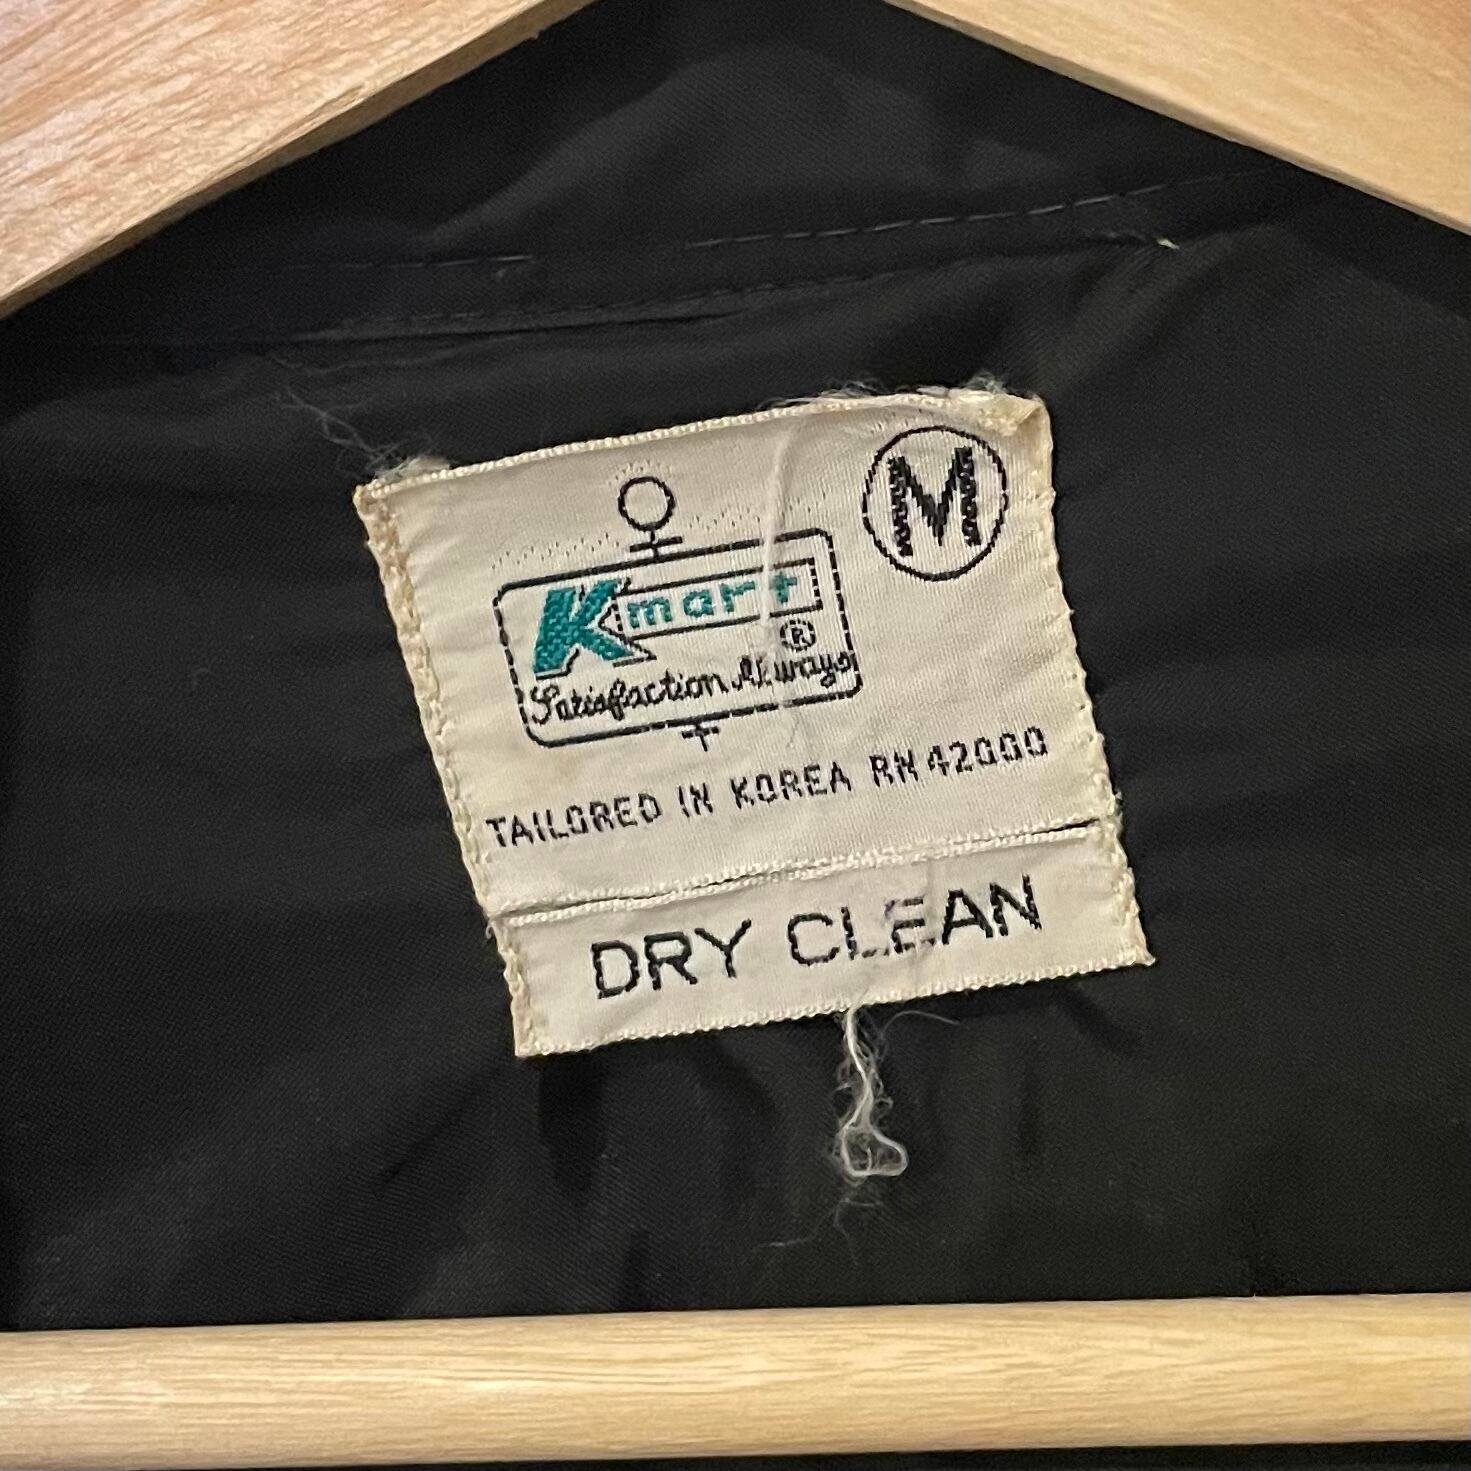 M
Kmart ®
Satisfaction Always
TAILORED IN KOREA RN 42000
DRY CLEAN